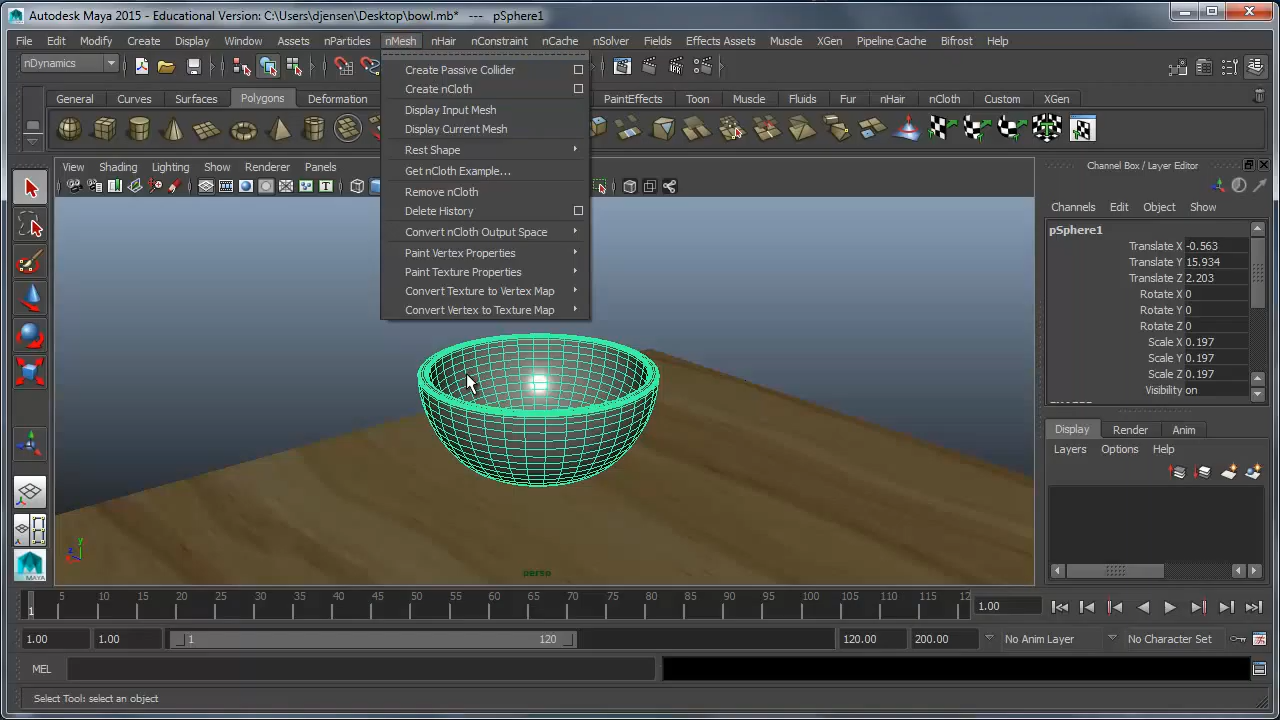 Autodesk Maya 2015 - Educational Version: C:\Users\djensen\Desktop\bowl.mb*   ---   pSphere1
File Edit Modify Create Display Window Assets nParticles nMesh nHair nConstraint nCache nSolver Fields Effects Assets Muscle XGen Pipeline Cache Bifrost Help
nDynamics
Create Passive Collider
Create nCloth
Display Input Mesh
Display Current Mesh
Rest Shape
Get nCloth Example...
Remove nCloth
Delete History
Convert nCloth Output Space
Paint Vertex Properties
Paint Texture Properties
Convert Texture to Vertex Map
Convert Vertex to Texture Map
General Curves Surfaces Polygons Deformation PaintEffects Toon Muscle Fluids Fur nHair nCloth Custom XGen
View Shading Lighting Show Renderer Panels
Channel Box / Layer Editor
Channels Edit Object Show
pSphere1
Translate X -0.563
Translate Y 15.934
Translate Z 2.203
Rotate X 0
Rotate Y 0
Rotate Z 0
Scale X 0.197
Scale Y 0.197
Scale Z 0.197
Visibility on
Display Render Anim
Layers Options Help
y
persp
MAYA
1 5 10 15 20 25 30 35 40 45 50 55 60 65 70 75 80 85 90 95 100 105 110 115 12
1.00
1.00 1.00 1 120 120.00 200.00 No Anim Layer No Character Set
MEL
Select Tool: select an object